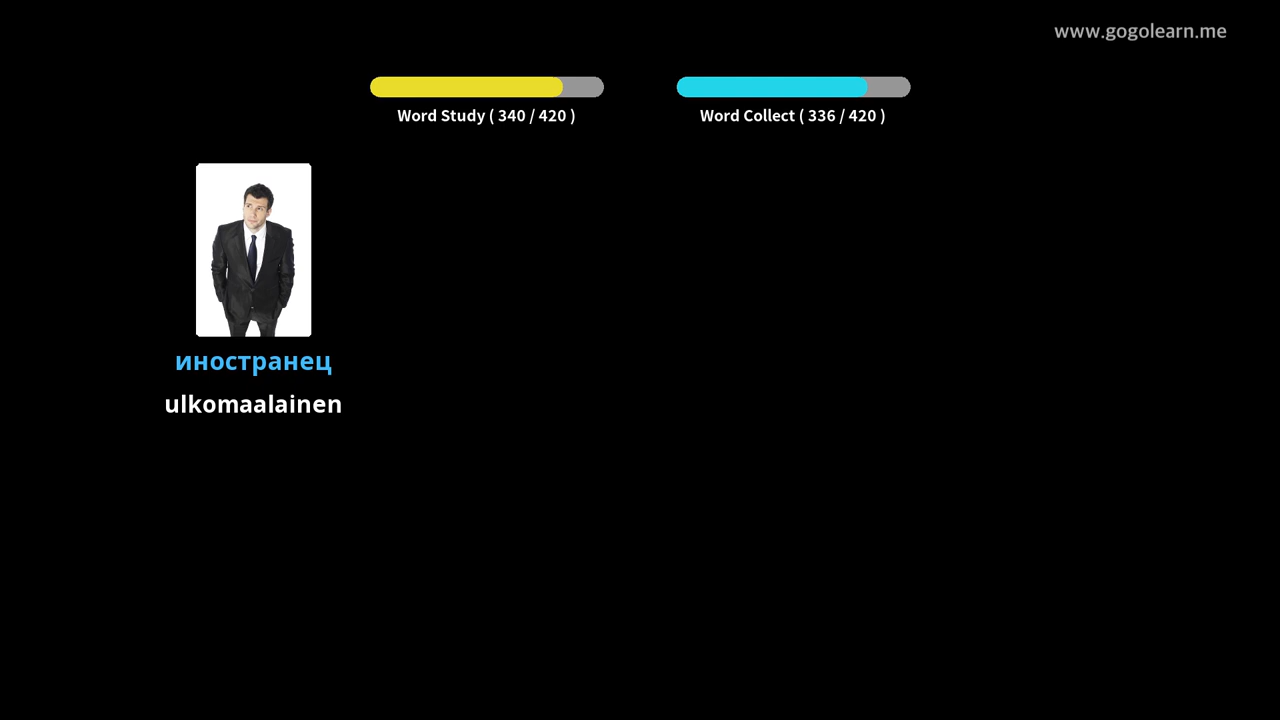 www.gogolearn.me
Word Study ( 340 / 420 )
Word Collect ( 336 / 420 )
иностранец
ulkomaalainen